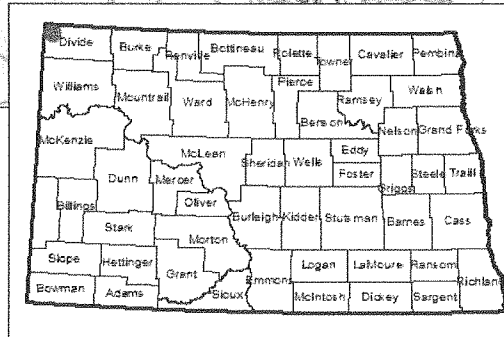 Divide Burke Renville Bottineau Rolette Towner Cavalier Pembina
Pierce
Williams Mountrail Ward McHenry Ramsey Walsh
Benson
McKenzie Nelson Grand Forks
McLean Sheridan Wells Eddy
Dunn Mercer Foster Griggs Steele Traill
Billings Oliver
Burleigh Kidder Stutsman Barnes Cass
Stark Morton
Slope Hettinger Grant Emmons Logan LaMoure Ransom Richland
Bowman Adams Sioux McIntosh Dickey Sargent